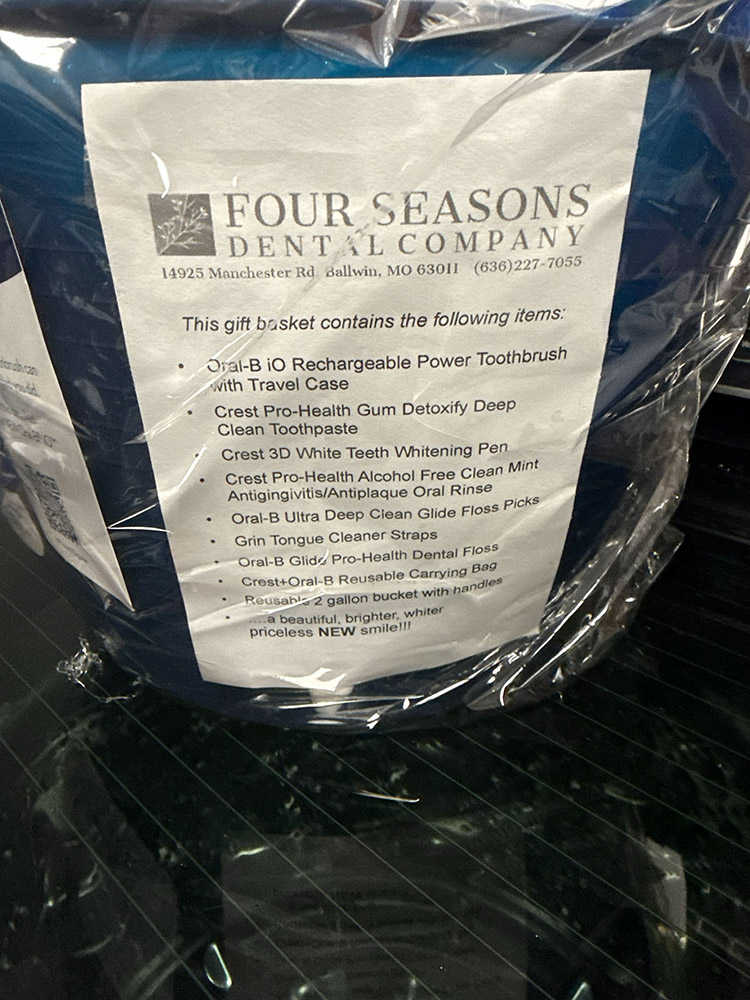 FOUR SEASONS
DENTAL COMPANY
14925 Manchester Rd Ballwin, MO 63011 (636)227-7055
This gift basket contains the following items:
• Oral-B iO Rechargeable Power Toothbrush
with Travel Case
• Crest Pro-Health Gum Detoxify Deep
Clean Toothpaste
• Crest 3D White Teeth Whitening Pen
• Crest Pro-Health Alcohol Free Clean Mint
Antigingivitis/Antiplaque Oral Rinse
• Oral-B Ultra Deep Clean Glide Floss Picks
• Grin Tongue Cleaner Straps
• Oral-B Glide Pro-Health Dental Floss
• Crest+Oral-B Reusable Carrying Bag
• Reusable 2 gallon bucket with handles
• ....a beautiful, brighter, whiter
priceless NEW smile!!!